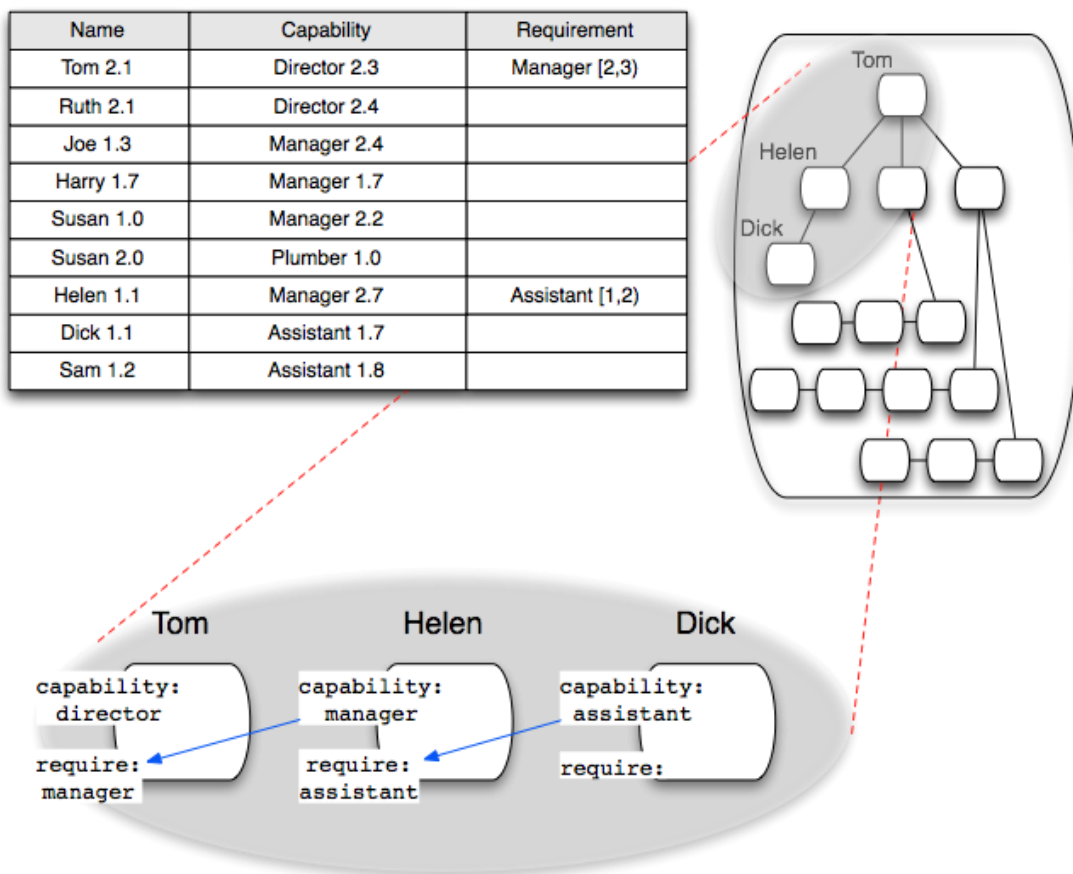 Name Capability Requirement
Tom 2.1 Director 2.3 Manager [2,3)
Ruth 2.1 Director 2.4
Joe 1.3 Manager 2.4
Harry 1.7 Manager 1.7
Susan 1.0 Manager 2.2
Susan 2.0 Plumber 1.0
Helen 1.1 Manager 2.7 Assistant [1,2)
Dick 1.1 Assistant 1.7
Sam 1.2 Assistant 1.8
Tom
Helen
Dick
Tom Helen Dick
capability: capability: capability:
director manager assistant
require: require: require:
manager assistant